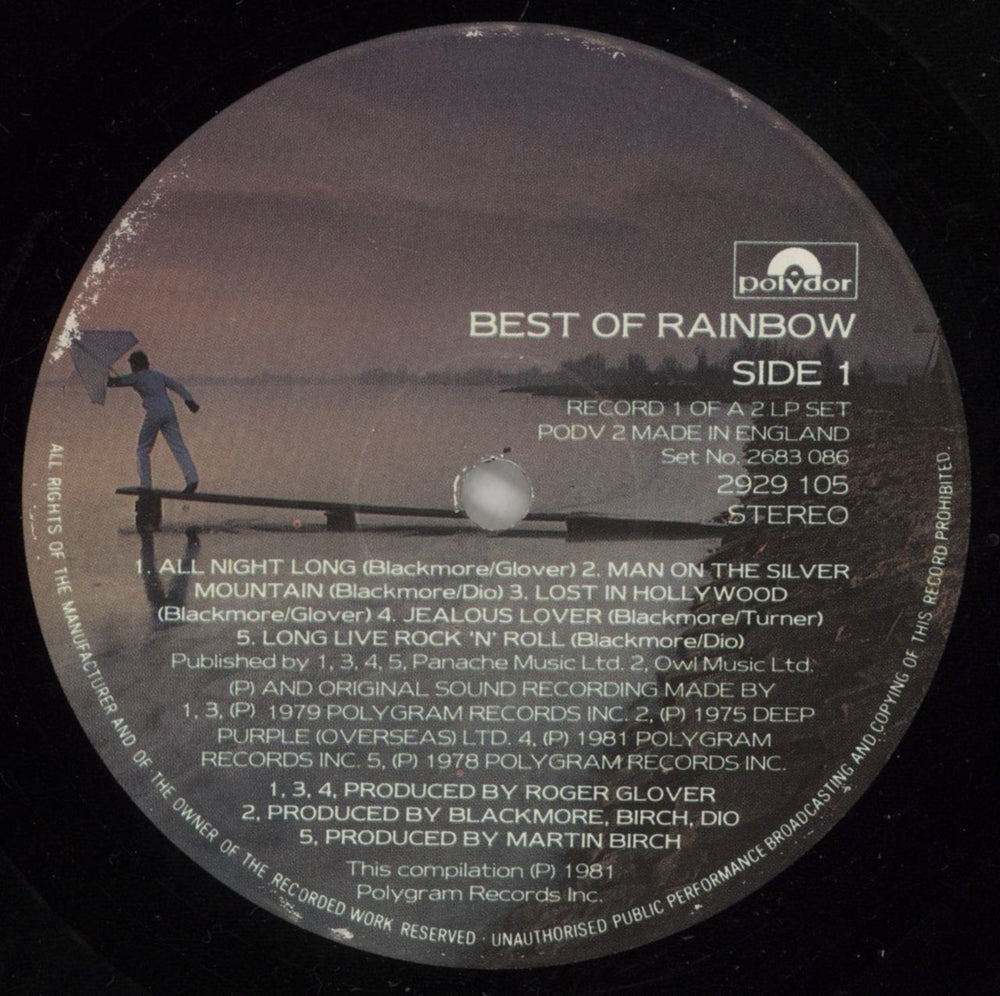 polydor
BEST OF RAINBOW
SIDE 1
RECORD 1 OF A 2 LP SET
PODV 2 MADE IN ENGLAND
Set No. 2683 086
2929 105
STEREO
1. ALL NIGHT LONG (Blackmore/Glover) 2. MAN ON THE SILVER
MOUNTAIN (Blackmore/Dio) 3. LOST IN HOLLYWOOD
(Blackmore/Glover) 4. JEALOUS LOVER (Blackmore/Turner)
5. LONG LIVE ROCK 'N' ROLL (Blackmore/Dio)
Published by 1, 3, 4, 5, Panache Music Ltd. 2, Owl Music Ltd.
(P) AND ORIGINAL SOUND RECORDING MADE BY
1, 3, (P) 1979 POLYGRAM RECORDS INC. 2, (P) 1975 DEEP
PURPLE (OVERSEAS) LTD. 4, (P) 1981 POLYGRAM
RECORDS INC. 5, (P) 1978 POLYGRAM RECORDS INC.
1, 3, 4, PRODUCED BY ROGER GLOVER
2, PRODUCED BY BLACKMORE, BIRCH, DIO
5, PRODUCED BY MARTIN BIRCH
This compilation (P) 1981
Polygram Records Inc.
ALL RIGHTS OF THE MANUFACTURER AND OF THE OWNER OF THE RECORDED WORK RESERVED · UNAUTHORISED PUBLIC PERFORMANCE BROADCASTING AND COPYING OF THIS RECORD PROHIBITED.